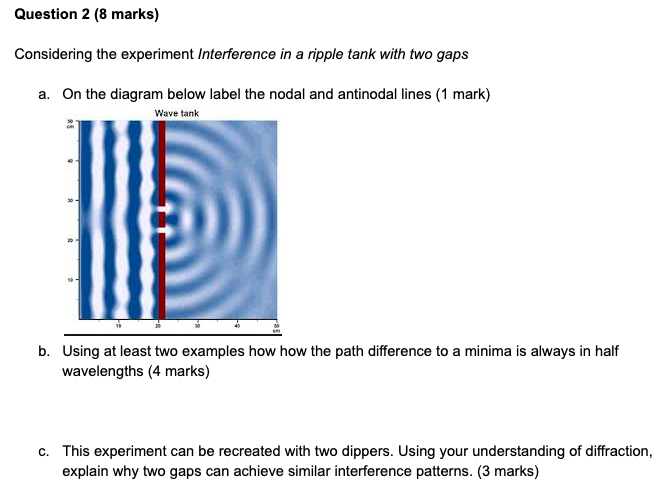 Question 2 (8 marks)
Considering the experiment Interference in a ripple tank with two gaps
a. On the diagram below label the nodal and antinodal lines (1 mark)
Wave tank
50
cm
40
30
20
10
10 20 30 40 50
cm
b. Using at least two examples how how the path difference to a minima is always in half
wavelengths (4 marks)
c. This experiment can be recreated with two dippers. Using your understanding of diffraction,
explain why two gaps can achieve similar interference patterns. (3 marks)